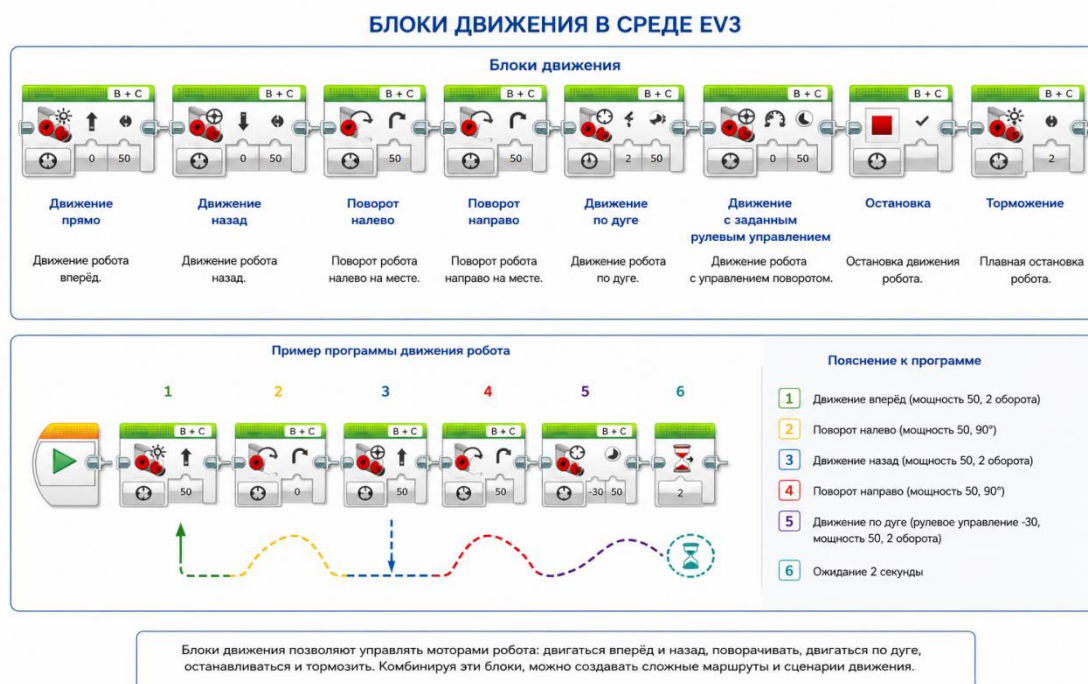 БЛОКИ ДВИЖЕНИЯ В СРЕДЕ EV3
Блоки движения
B + C
0 50
B + C
0 50
B + C
50
B + C
50
B + C
2 50
B + C
0 50
B + C
B + C
2
Движение
прямо
Движение робота
вперёд.
Движение
назад
Движение робота
назад.
Поворот
налево
Поворот робота
налево на месте.
Поворот
направо
Поворот робота
направо на месте.
Движение
по дуге
Движение робота
по дуге.
Движение
с заданным
рулевым управлением
Движение робота
с управлением поворотом.
Остановка
Остановка движения
робота.
Торможение
Плавная остановка
робота.
Пример программы движения робота
1 2 3 4 5 6
B + C
50
B + C
0
B + C
50
B + C
50
B + C
-30 50
2
Пояснение к программе
1 Движение вперёд (мощность 50, 2 оборота)
2 Поворот налево (мощность 50, 90°)
3 Движение назад (мощность 50, 2 оборота)
4 Поворот направо (мощность 50, 90°)
5 Движение по дуге (рулевое управление -30,
мощность 50, 2 оборота)
6 Ожидание 2 секунды
Блоки движения позволяют управлять моторами робота: двигаться вперёд и назад, поворачивать, двигаться по дуге,
останавливаться и тормозить. Комбинируя эти блоки, можно создавать сложные маршруты и сценарии движения.